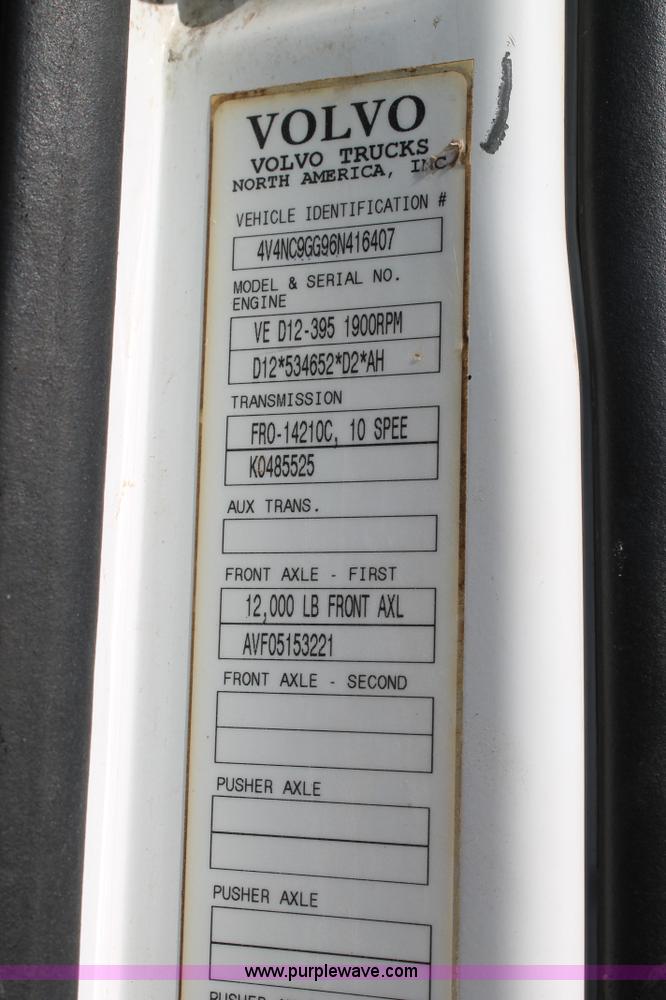 VOLVO
VOLVO TRUCKS
NORTH AMERICA, INC
VEHICLE IDENTIFICATION #
4V4NC9GG96N416407
MODEL & SERIAL NO.
ENGINE
VE D12-395 1900RPM
D12*534652*D2*AH
TRANSMISSION
FRO-14210C, 10 SPEE
K0485525
AUX TRANS.
FRONT AXLE - FIRST
12,000 LB FRONT AXL
AVF05153221
FRONT AXLE - SECOND
PUSHER AXLE
PUSHER AXLE
www.purplewave.com
PUSHER